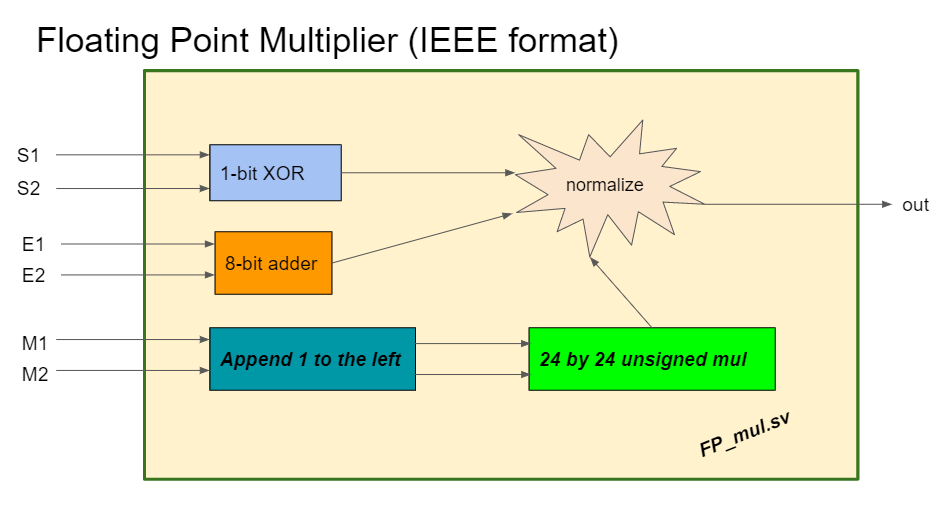 Floating Point Multiplier (IEEE format)
S1
S2
1-bit XOR
normalize
out
E1
E2
8-bit adder
M1
M2
Append 1 to the left
24 by 24 unsigned mul
FP_mul.sv